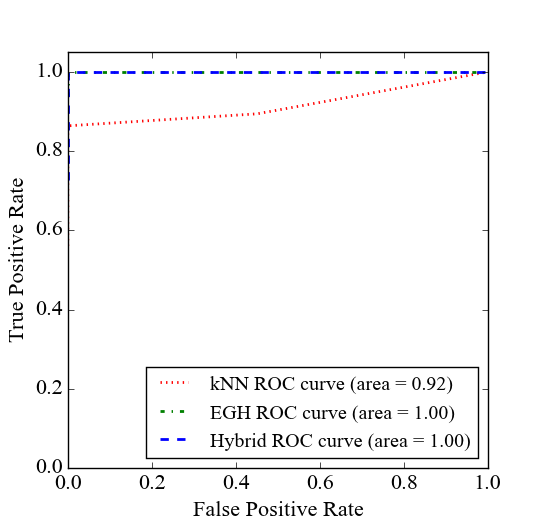 1.0
0.8
0.6
0.4
0.2
0.0
True Positive Rate
kNN ROC curve (area = 0.92)
EGH ROC curve (area = 1.00)
Hybrid ROC curve (area = 1.00)
0.0 0.2 0.4 0.6 0.8 1.0
False Positive Rate